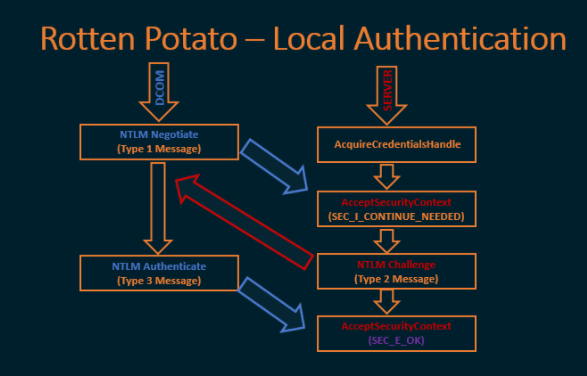 Rotten Potato – Local Authentication
DCOM
SERVER
NTLM Negotiate
(Type 1 Message)
AcquireCredentialsHandle
AcceptSecurityContext
(SEC_I_CONTINUE_NEEDED)
NTLM Authenticate
(Type 3 Message)
NTLM Challenge
(Type 2 Message)
AcceptSecurityContext
(SEC_E_OK)